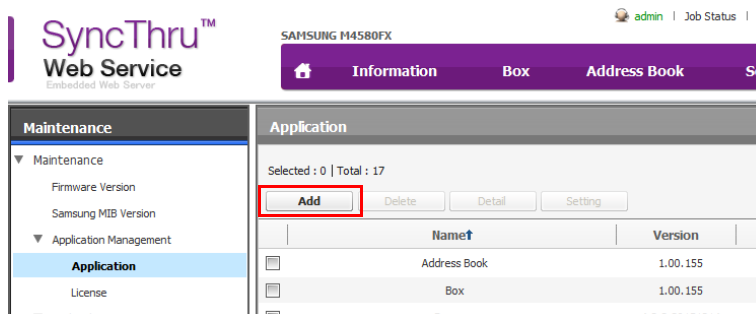 SyncThru™
Web Service
Embedded Web Server
admin | Job Status |
SAMSUNG M4580FX
Information Box Address Book
Maintenance
Maintenance
Firmware Version
Samsung MIB Version
Application Management
Application
License
Application
Selected : 0 | Total : 17
Add Delete Detail Setting
Name Version
Address Book 1.00.155
Box 1.00.155